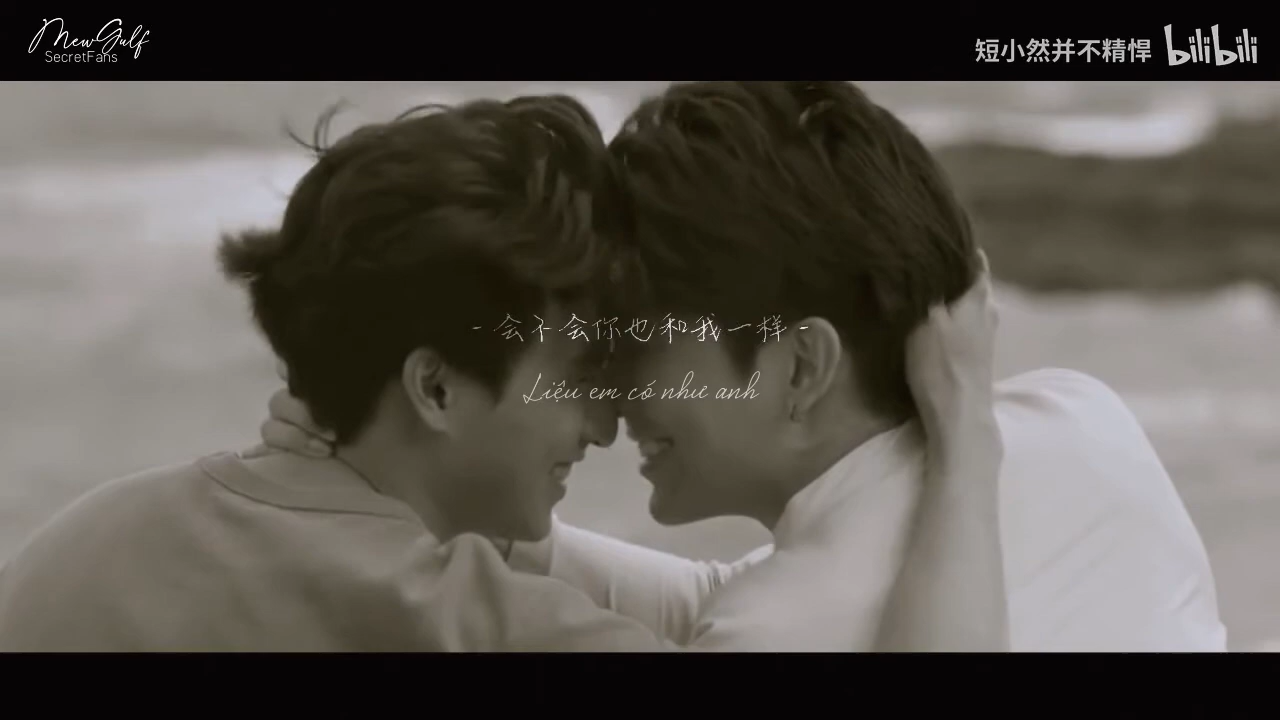 MewGulf
SecretFans
短小然并不精悍 bilibili
- 会不会你也和我一样 -
Liệu em có như anh